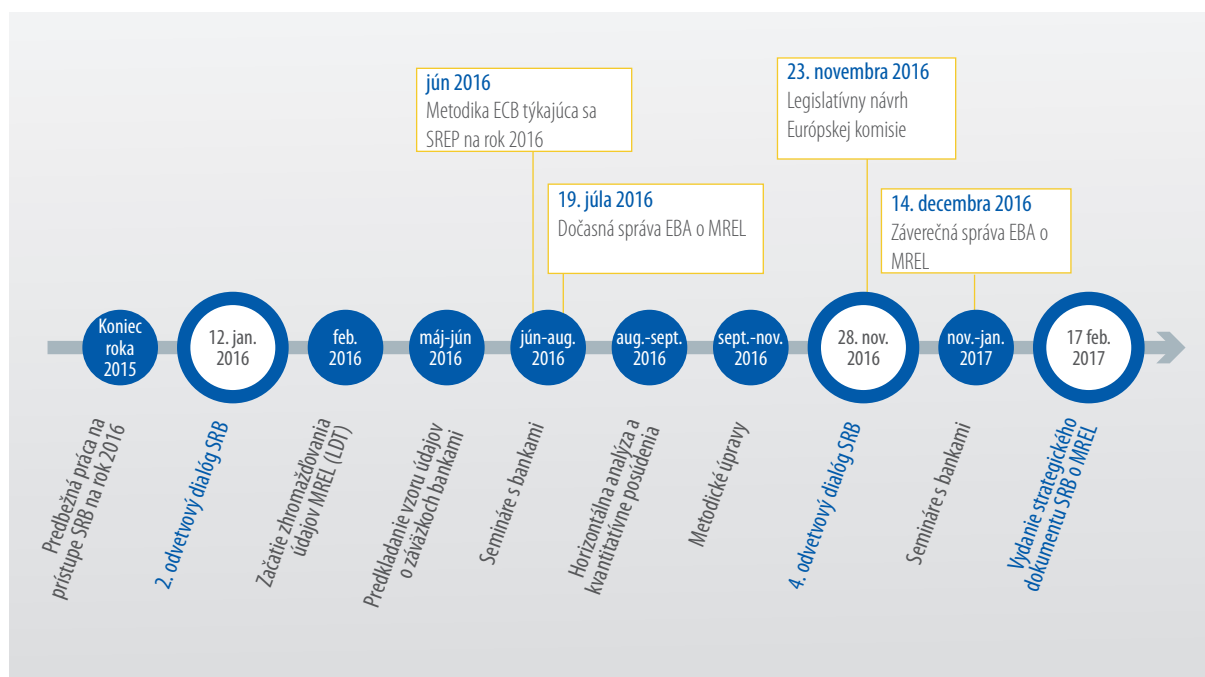 jún 2016
Metodika ECB týkajúca sa
SREP na rok 2016
23. novembra 2016
Legislatívny návrh
Európskej komisie
19. júla 2016
Dočasná správa EBA o MREL
14. decembra 2016
Záverečná správa EBA o
MREL
Koniec
roka
2015
12. jan.
2016
feb.
2016
máj-jún
2016
jún-aug.
2016
aug.-sept.
2016
sept.-nov.
2016
28. nov.
2016
nov.-jan.
2017
17 feb.
2017
Predbežná práca na
prístupe SRB na rok 2016
2. odvetvový dialóg SRB
Začatie zhromažďovania
údajov MREL (LDT)
Predkladanie vzoru údajov
o záväzkoch bankami
Semináre s bankami
Horizontálna analýza a
kvantitatívne posúdenia
Metodické úpravy
4. odvetvový dialóg SRB
Semináre s bankami
Vydanie strategického
dokumentu SRB o MREL